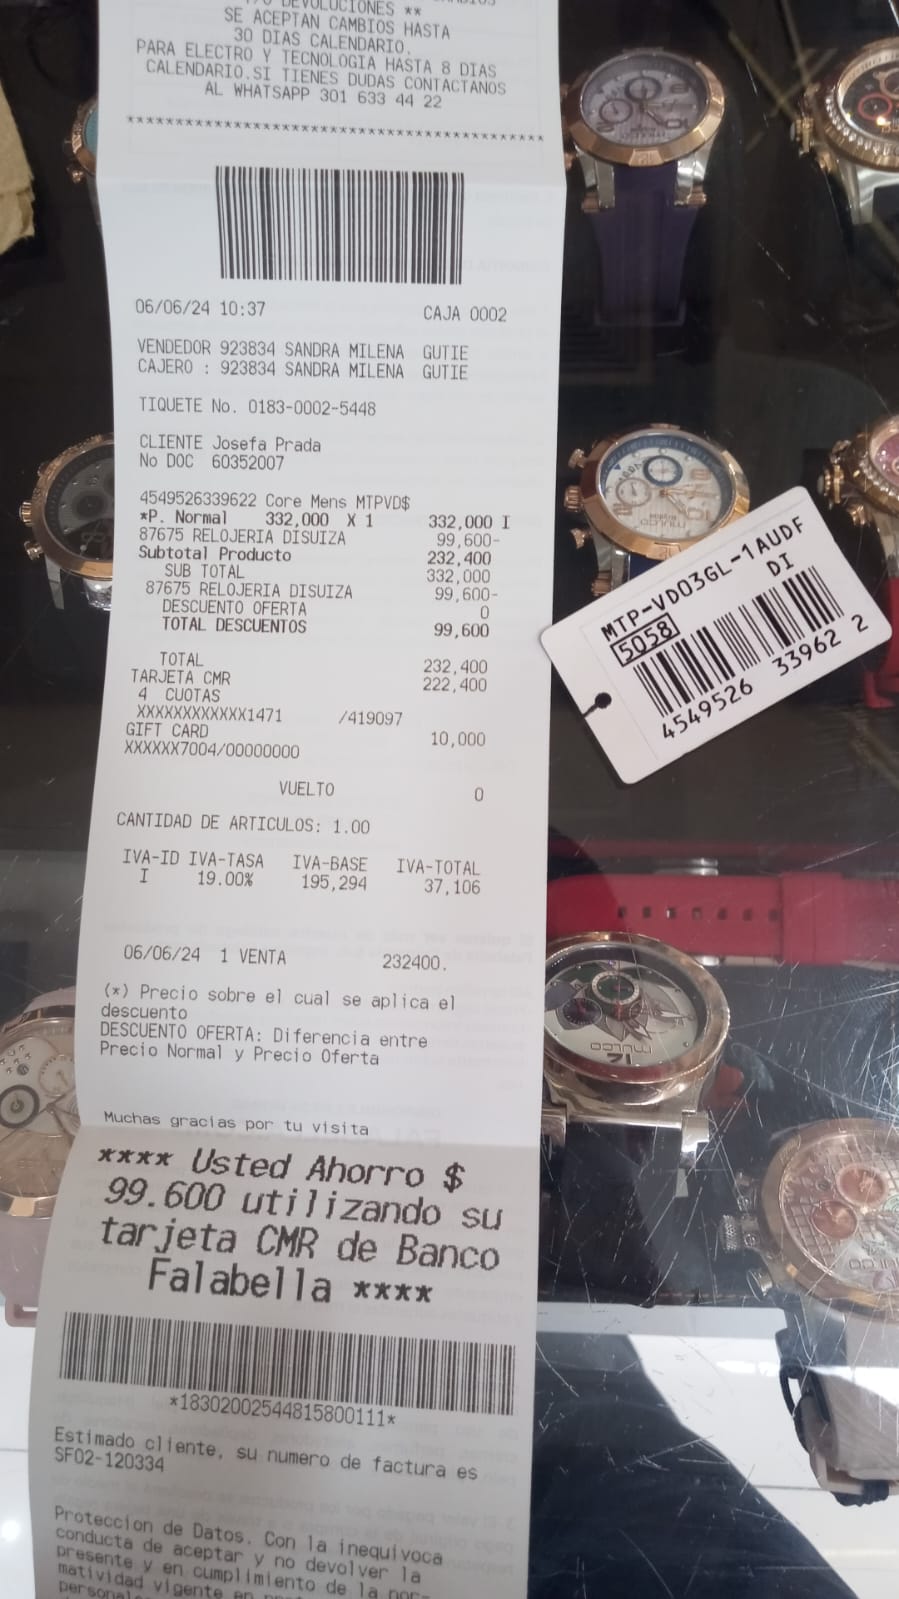 DEVOLUCIONES **
SE ACEPTAN CAMBIOS HASTA
30 DIAS CALENDARIO.
PARA ELECTRO Y TECNOLOGIA HASTA 8 DIAS
CALENDARIO.SI TIENES DUDAS CONTACTANOS
AL WHATSAPP 301 633 44 22
****************************************
06/06/24 10:37 CAJA 0002
VENDEDOR 923834 SANDRA MILENA GUTIE
CAJERO : 923834 SANDRA MILENA GUTIE
TIQUETE No. 0183-0002-5448
CLIENTE Josefa Prada
No DOC 60352007
4549526339622 Core Mens MTPVD$
*P. Normal 332,000 X 1 332,000 I
87675 RELOJERIA DISUIZA 99,600-
Subtotal Producto 232,400
SUB TOTAL 332,000
87675 RELOJERIA DISUIZA 99,600-
DESCUENTO OFERTA 0
TOTAL DESCUENTOS 99,600
TOTAL 232,400
TARJETA CMR 222,400
4 CUOTAS
XXXXXXXXXXXX1471 /419097
GIFT CARD 10,000
XXXXXX7004/00000000
VUELTO 0
CANTIDAD DE ARTICULOS: 1.00
IVA-ID IVA-TASA IVA-BASE IVA-TOTAL
I 19.00% 195,294 37,106
06/06/24 1 VENTA 232400.
(*) Precio sobre el cual se aplica el
descuento
DESCUENTO OFERTA: Diferencia entre
Precio Normal y Precio Oferta
Muchas gracias por tu visita
**** Usted Ahorro $
99.600 utilizando su
tarjeta CMR de Banco
Falabella ****
*18302002544815800111*
Estimado cliente, su numero de factura es
SF02-120334
Proteccion de Datos. Con la inequivoca
conducta de aceptar y no devolver la
presente y en cumplimiento de la nor-
matividad vigente en
MTP-VD03GL-1AUDF
DI
5058
4549526 33962 2
MULCO
MULCO